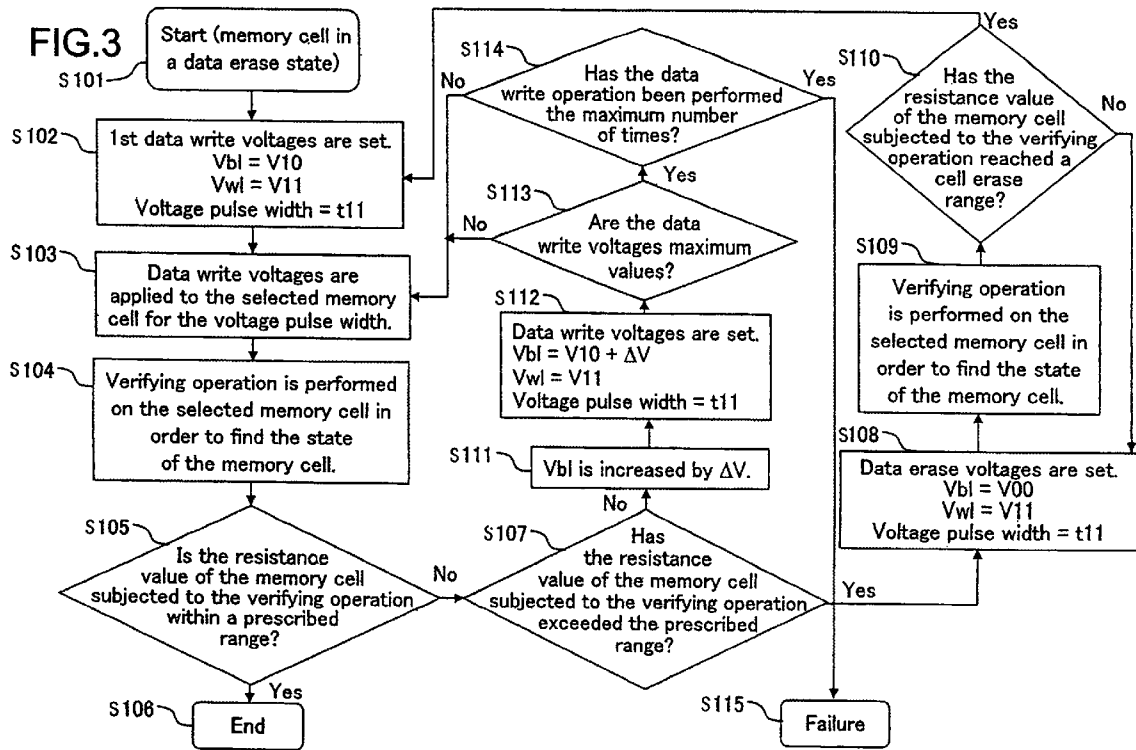 FIG.3
S101
Start (memory cell in
a data erase state)
S102
1st data write voltages are set.
Vbl = V10
Vwl = V11
Voltage pulse width = t11
S103
Data write voltages are
applied to the selected memory
cell for the voltage pulse width.
S104
Verifying operation is performed
on the selected memory cell in
order to find the state
of the memory cell.
S105
Is the resistance
value of the memory cell
subjected to the verifying operation
within a prescribed
range?
No
Yes
S106
End
S107
Has
the resistance
value of the memory cell
subjected to the verifying operation
exceeded the prescribed
range?
No
Yes
S111
Vbl is increased by ΔV.
S112
Data write voltages are set.
Vbl = V10 + ΔV
Vwl = V11
Voltage pulse width = t11
S113
Are the data
write voltages maximum
values?
No
Yes
S114
Has the data
write operation been performed
the maximum number
of times?
No
Yes
S115
Failure
S108
Data erase voltages are set.
Vbl = V00
Vwl = V11
Voltage pulse width = t11
S109
Verifying operation
is performed on the
selected memory cell in
order to find the state
of the memory cell.
S110
Has the
resistance value
of the memory cell
subjected to the verifying
operation reached a
cell erase
range?
Yes
No